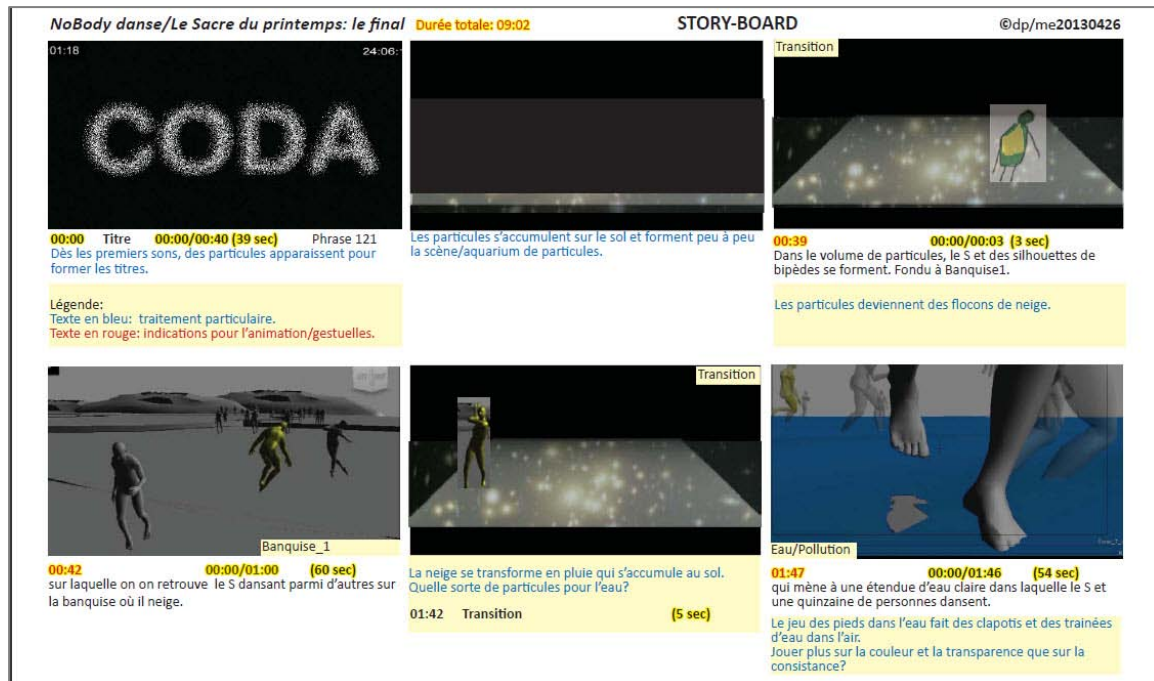 NoBody danse/Le Sacre du printemps: le final Durée totale: 09:02 STORY-BOARD ©dp/me20130426
01:18 24:06:
CODA
00:00 Titre 00:00/00:40 (39 sec) Phrase 121
Dès les premiers sons, des particules apparaissent pour
former les titres.
Légende:
Texte en bleu: traitement particulaire.
Texte en rouge: indications pour l'animation/gestuelles.
Les particules s'accumulent sur le sol et forment peu à peu
la scène/aquarium de particules.
Transition
00:39 00:00/00:03 (3 sec)
Dans le volume de particules, le S et des silhouettes de
bipèdes se forment. Fondu à Banquise1.
Les particules deviennent des flocons de neige.
Banquise_1
00:42 00:00/01:00 (60 sec)
sur laquelle on on retrouve le S dansant parmi d'autres sur
la banquise où il neige.
Transition
La neige se transforme en pluie qui s'accumule au sol.
Quelle sorte de particules pour l'eau?
01:42 Transition (5 sec)
Eau/Pollution
01:47 00:00/01:46 (54 sec)
qui mène à une étendue d'eau claire dans laquelle le S et
une quinzaine de personnes dansent.
Le jeu des pieds dans l'eau fait des clapotis et des trainées
d'eau dans l'air.
Jouer plus sur la couleur et la transparence que sur la
consistance?